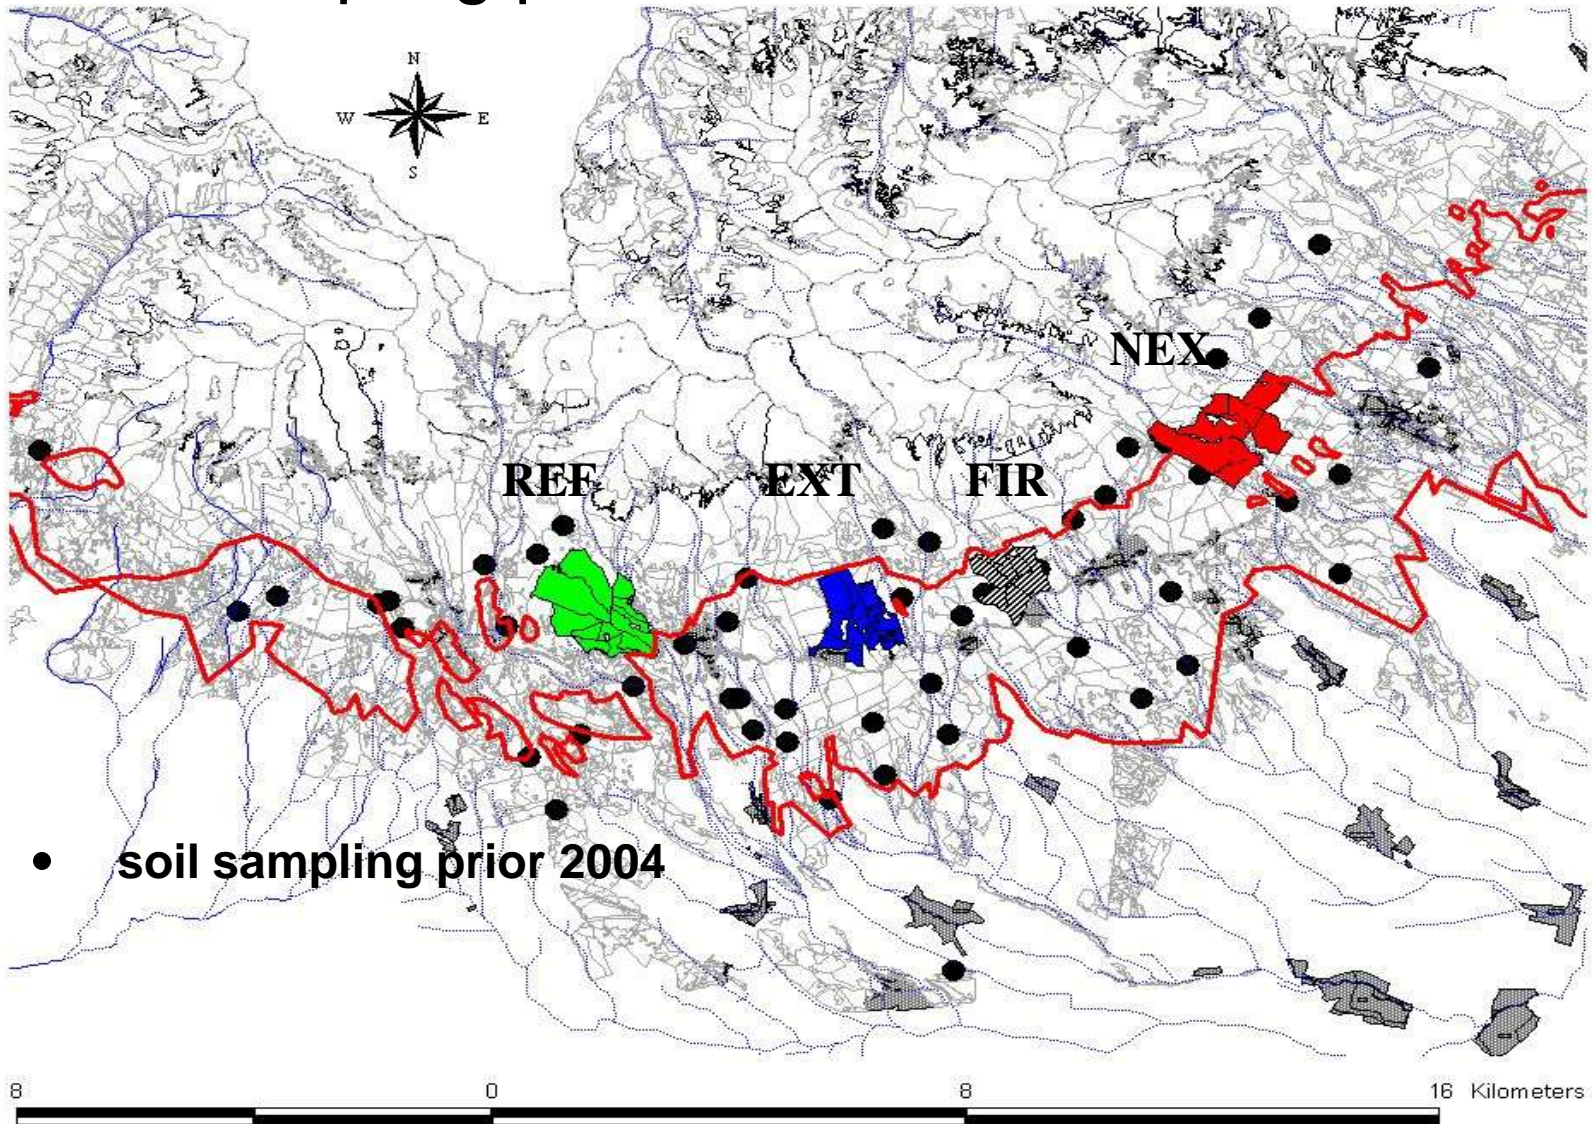 N
W E
S
NEX
REF EXT FIR
• soil sampling prior 2004
8 0 8 16 Kilometers